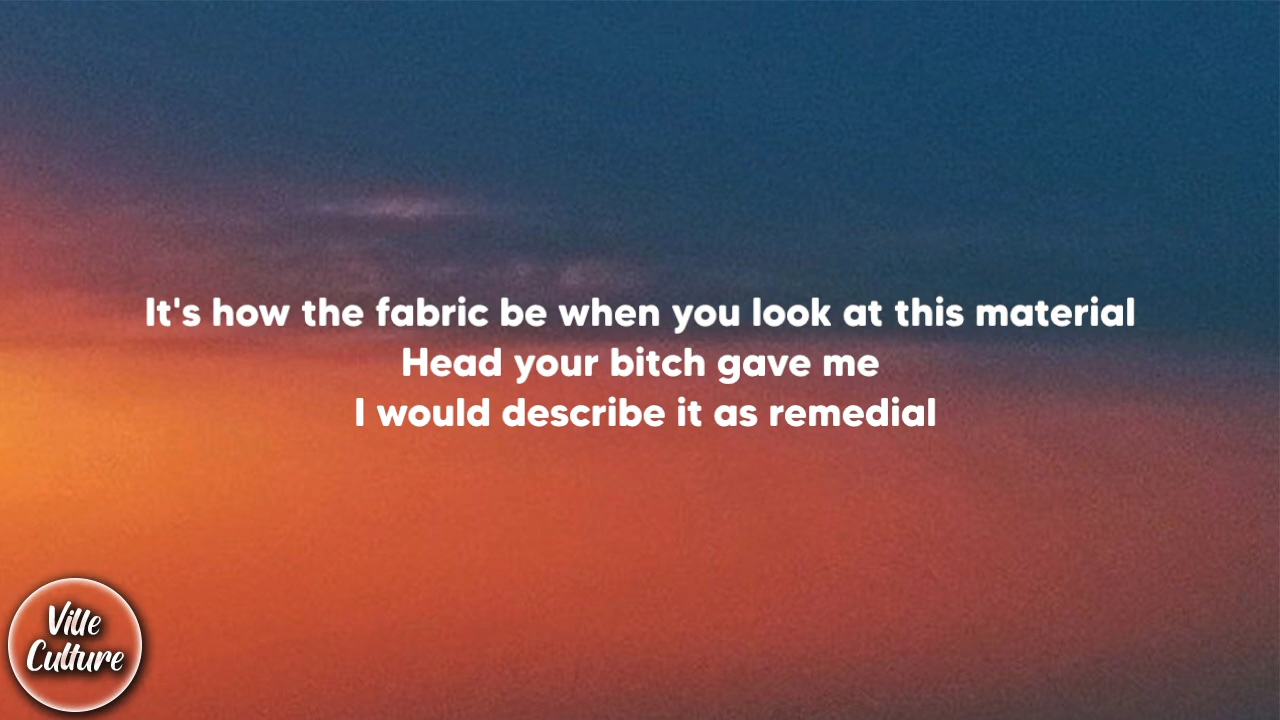 It's how the fabric be when you look at this material
Head your bitch gave me
I would describe it as remedial
Ville
Culture